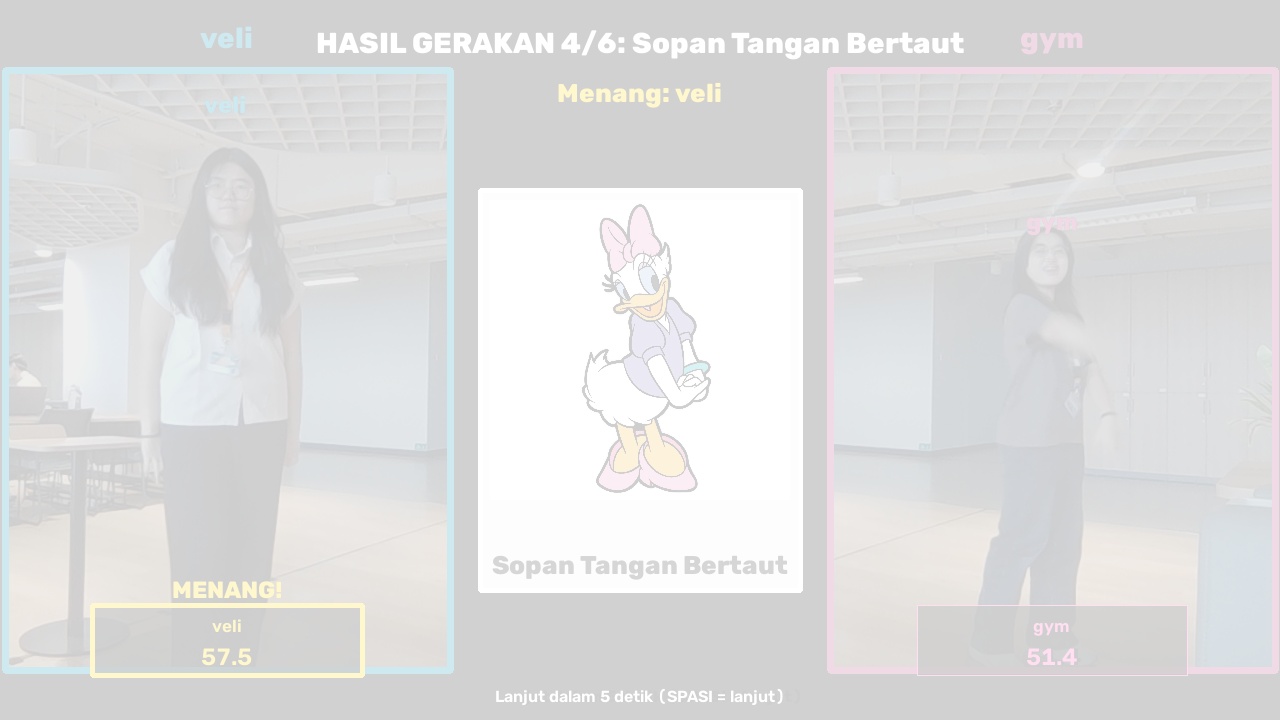 veli
HASIL GERAKAN 4/6: Sopan Tangan Bertaut
gym
Menang: veli
veli
gym
Sopan Tangan Bertaut
MENANG!
veli
57.5
gym
51.4
Lanjut dalam 5 detik (SPASI = lanjut)